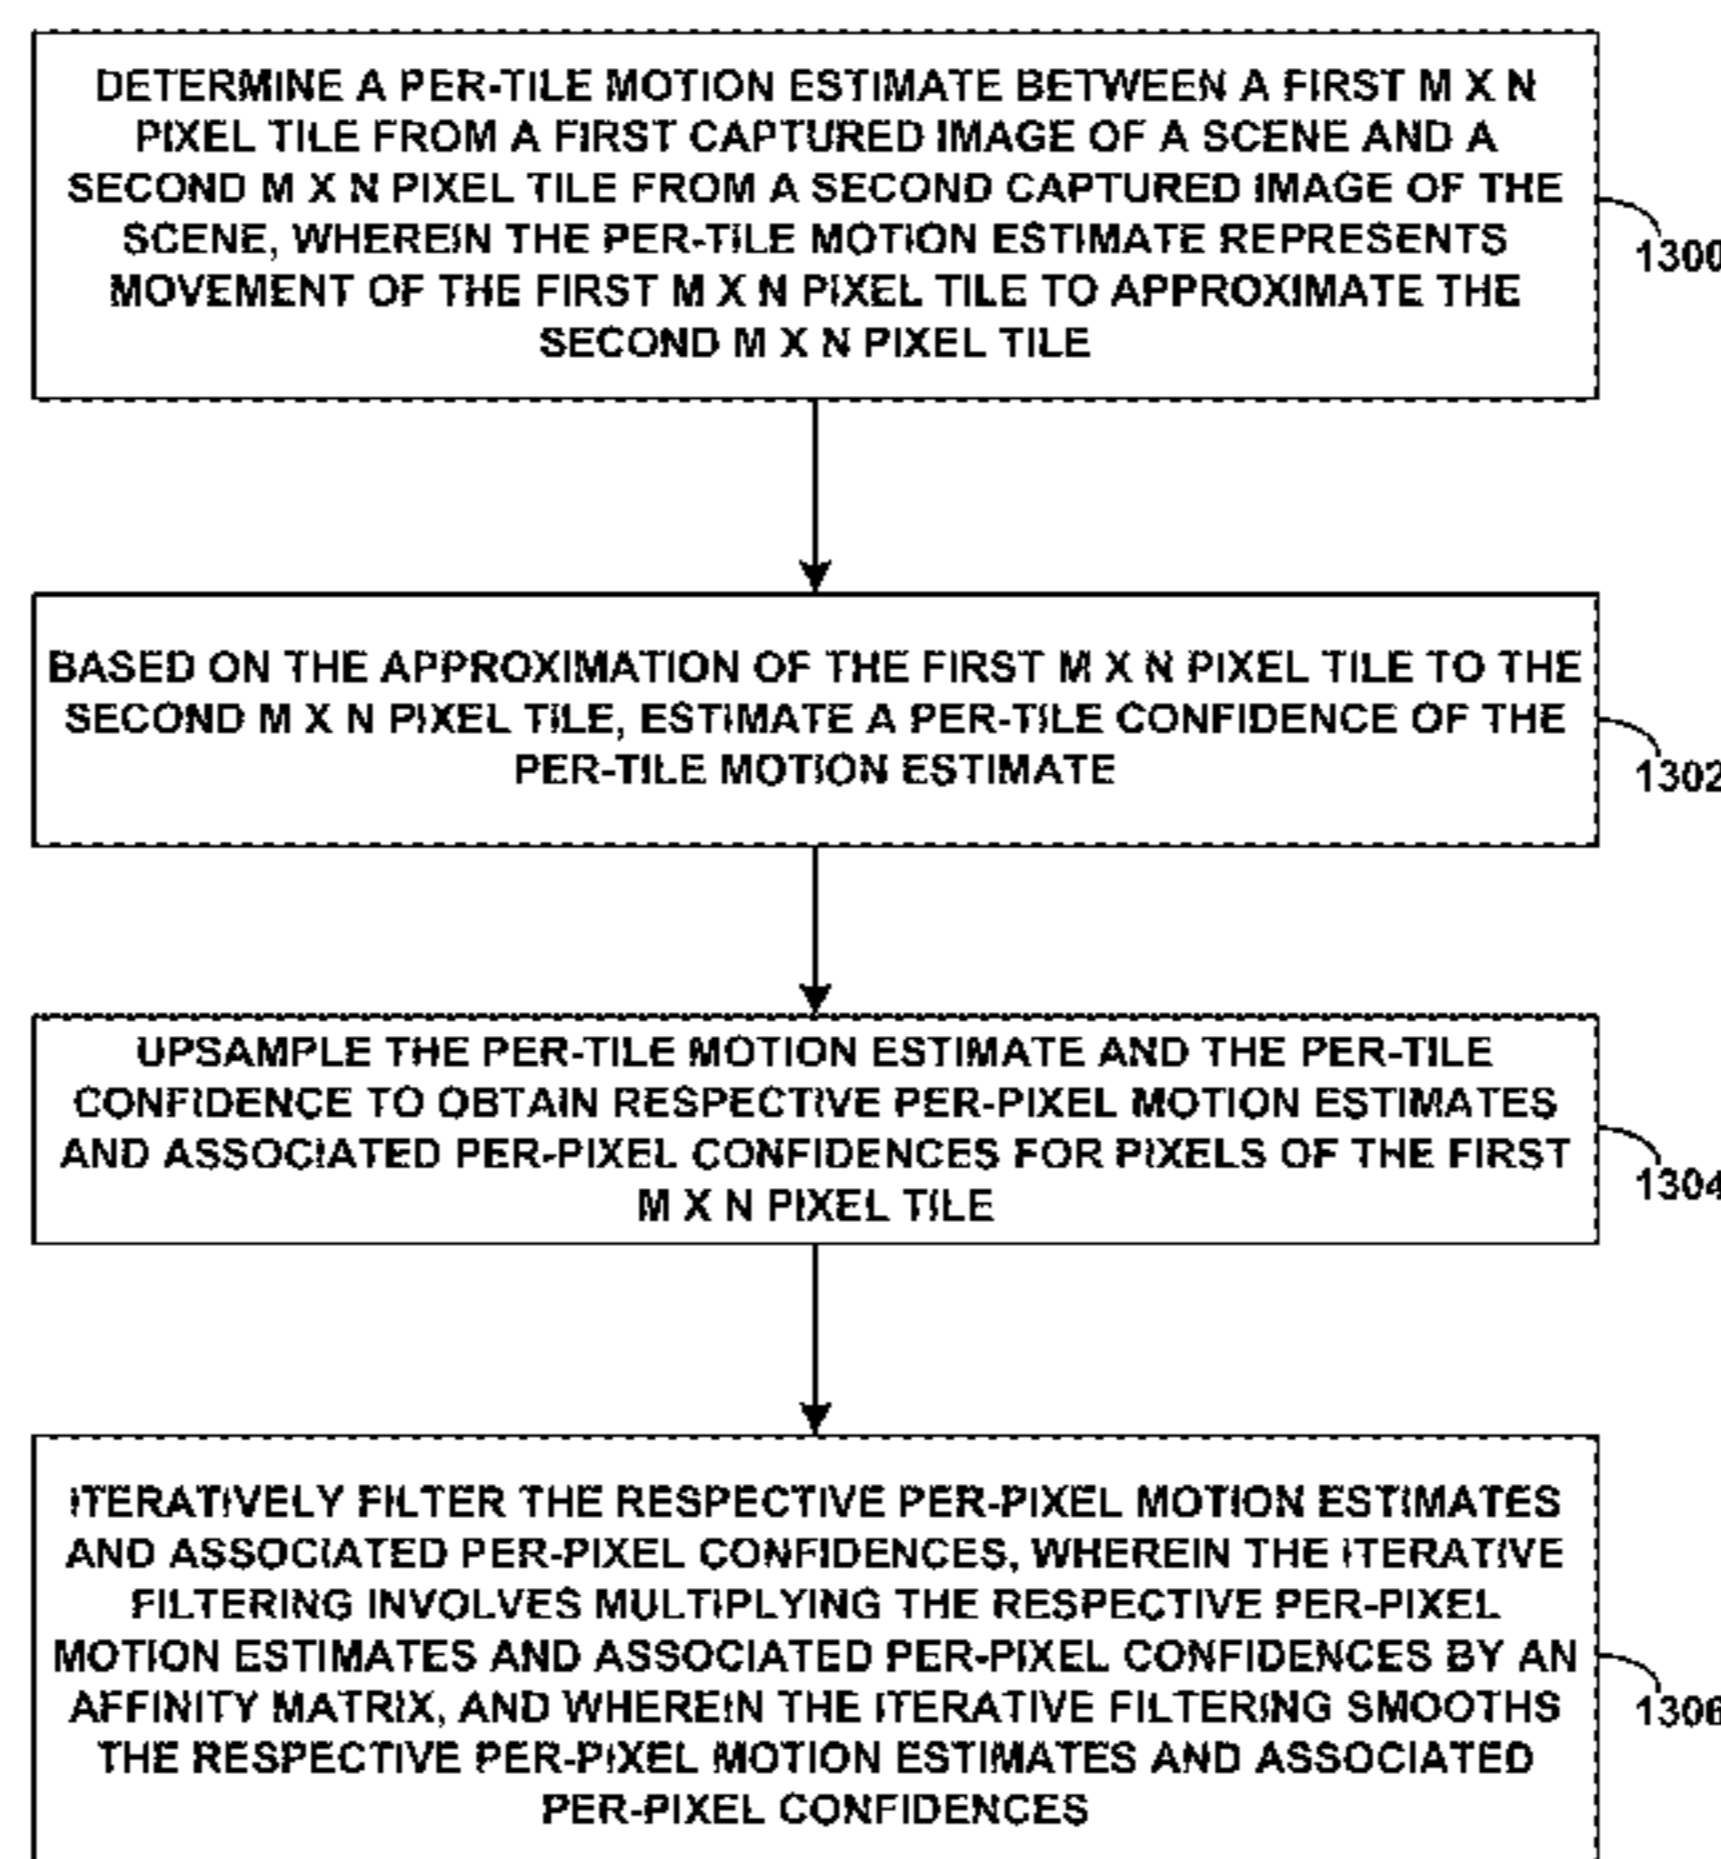 DETERMINE A PER-TILE MOTION ESTIMATE BETWEEN A FIRST M X N
PIXEL TILE FROM A FIRST CAPTURED IMAGE OF A SCENE AND A
SECOND M X N PIXEL TILE FROM A SECOND CAPTURED IMAGE OF THE
SCENE, WHEREIN THE PER-TILE MOTION ESTIMATE REPRESENTS
MOVEMENT OF THE FIRST M X N PIXEL TILE TO APPROXIMATE THE
SECOND M X N PIXEL TILE
1300
BASED ON THE APPROXIMATION OF THE FIRST M X N PIXEL TILE TO THE
SECOND M X N PIXEL TILE, ESTIMATE A PER-TILE CONFIDENCE OF THE
PER-TILE MOTION ESTIMATE
1302
UPSAMPLE THE PER-TILE MOTION ESTIMATE AND THE PER-TILE
CONFIDENCE TO OBTAIN RESPECTIVE PER-PIXEL MOTION ESTIMATES
AND ASSOCIATED PER-PIXEL CONFIDENCES FOR PIXELS OF THE FIRST
M X N PIXEL TILE
1304
ITERATIVELY FILTER THE RESPECTIVE PER-PIXEL MOTION ESTIMATES
AND ASSOCIATED PER-PIXEL CONFIDENCES, WHEREIN THE ITERATIVE
FILTERING INVOLVES MULTIPLYING THE RESPECTIVE PER-PIXEL
MOTION ESTIMATES AND ASSOCIATED PER-PIXEL CONFIDENCES BY AN
AFFINITY MATRIX, AND WHEREIN THE ITERATIVE FILTERING SMOOTHS
THE RESPECTIVE PER-PIXEL MOTION ESTIMATES AND ASSOCIATED
PER-PIXEL CONFIDENCES
1306